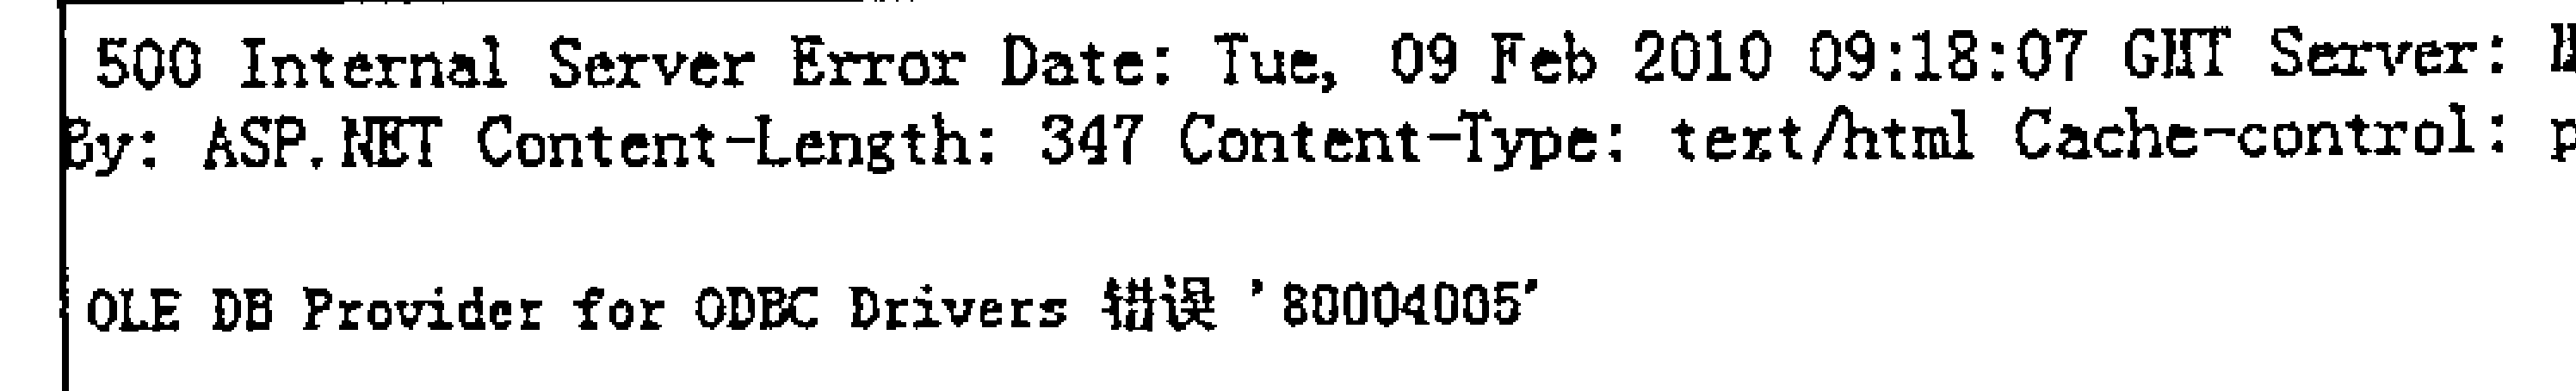 500 Internal Server Error Date: Tue, 09 Feb 2010 09:18:07 GMT Server:
By: ASP.NET Content-Length: 347 Content-Type: text/html Cache-control: p
OLE DB Provider for ODBC Drivers 错误 '80004005'